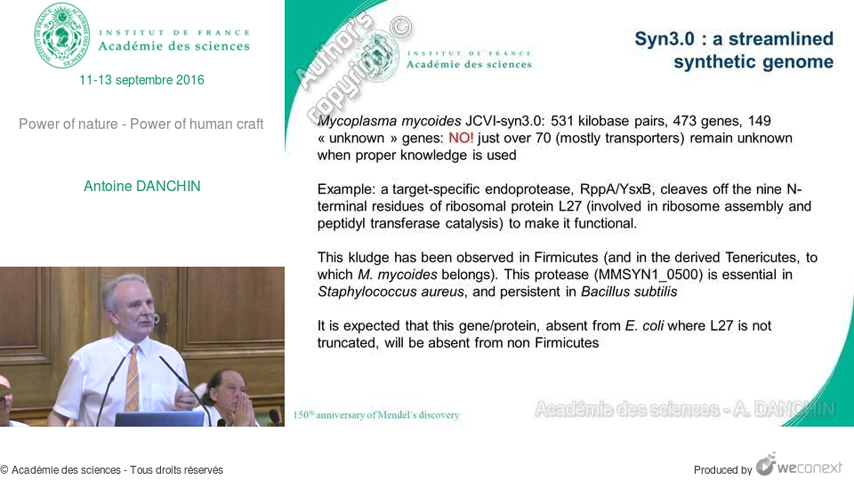 INSTITUT DE FRANCE
Académie des sciences
11-13 septembre 2016
Power of nature - Power of human craft
Antoine DANCHIN
Author's
copyright ©
INSTITUT DE FRANCE
Académie des sciences
Syn3.0 : a streamlined
synthetic genome
Mycoplasma mycoides JCVI-syn3.0: 531 kilobase pairs, 473 genes, 149
« unknown » genes: NO! just over 70 (mostly transporters) remain unknown
when proper knowledge is used
Example: a target-specific endoprotease, RppA/YsxB, cleaves off the nine N-
terminal residues of ribosomal protein L27 (involved in ribosome assembly and
peptidyl transferase catalysis) to make it functional.
This kludge has been observed in Firmicutes (and in the derived Tenericutes, to
which M. mycoides belongs). This protease (MMSYN1_0500) is essential in
Staphylococcus aureus, and persistent in Bacillus subtilis
It is expected that this gene/protein, absent from E. coli where L27 is not
truncated, will be absent from non Firmicutes
150th anniversary of Mendel's discovery
Académie des sciences - A. DANCHIN
© Académie des sciences - Tous droits réservés
Produced by weconext